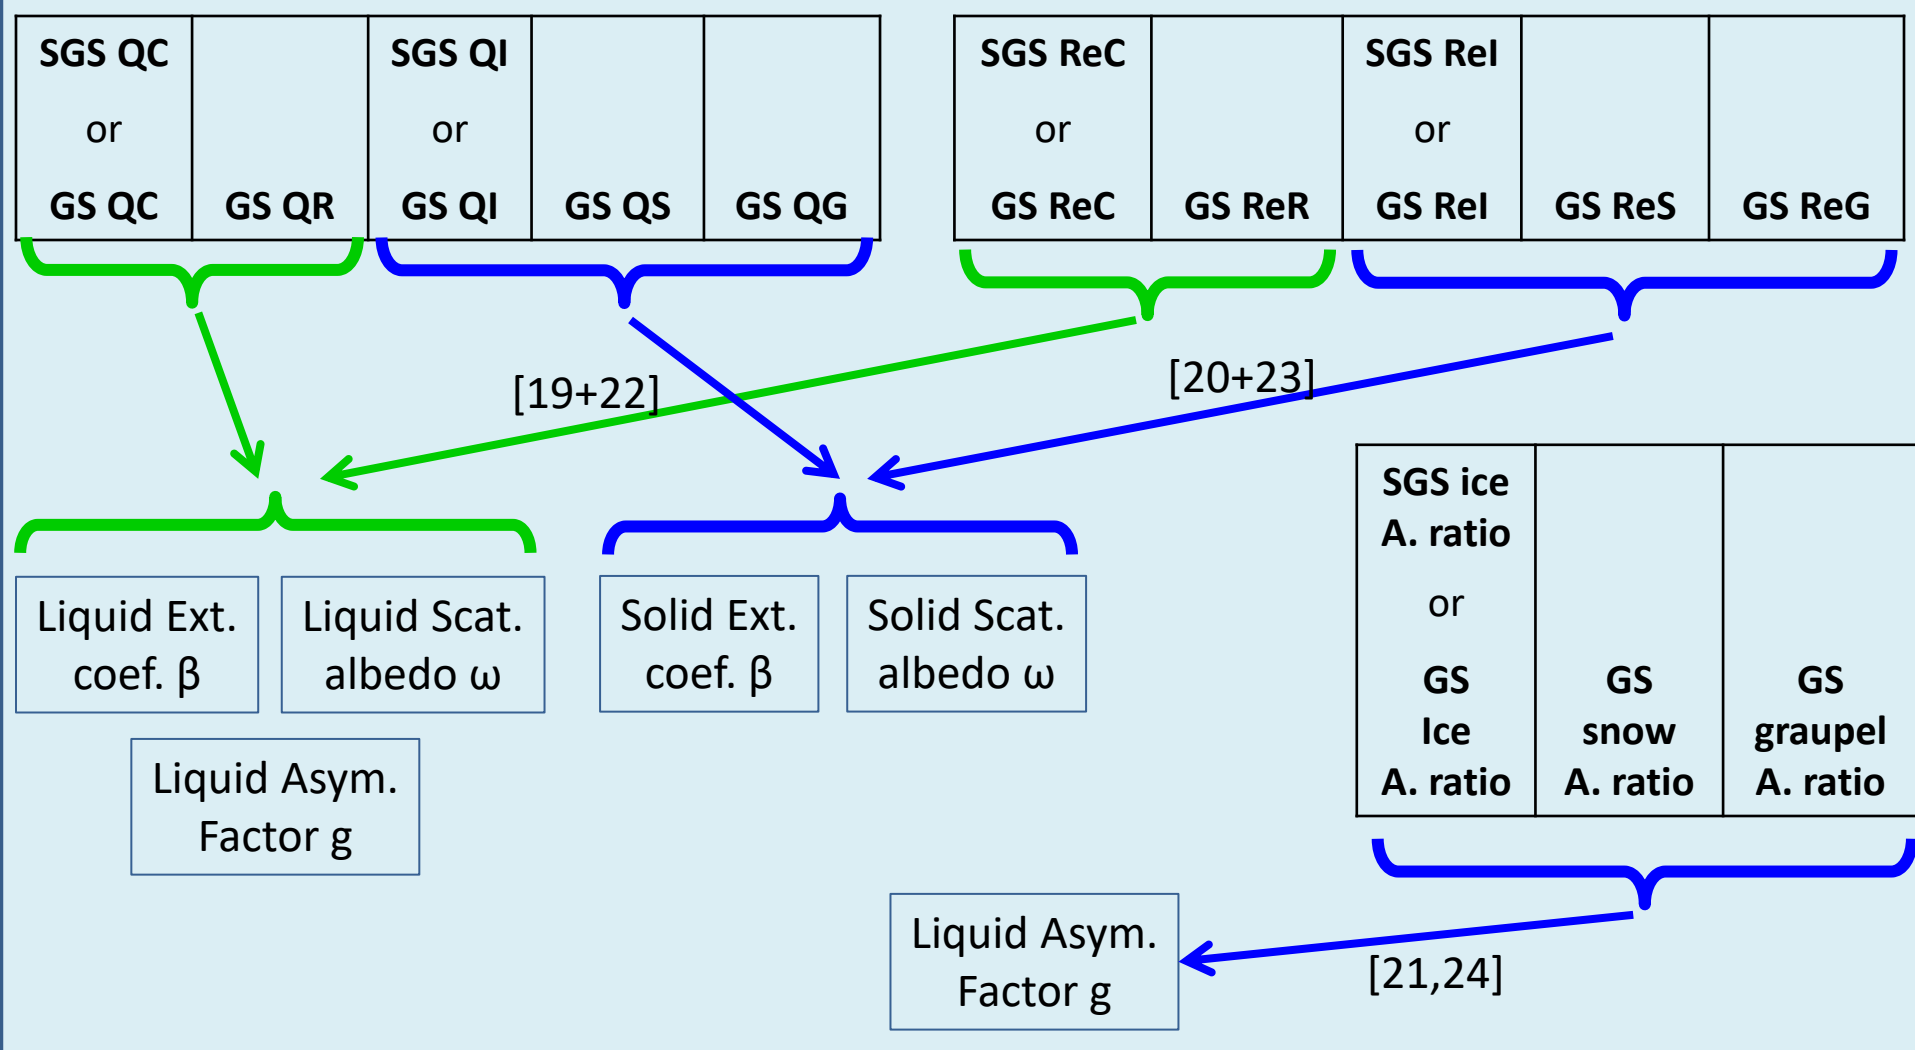 SGS QC
or
GS QC
GS QR
SGS QI
or
GS QI
GS QS
GS QG
SGS ReC
or
GS ReC
GS ReR
SGS ReI
or
GS ReI
GS ReS
GS ReG
[19+22]
[20+23]
Liquid Ext.
coef. β
Liquid Scat.
albedo ω
Liquid Asym.
Factor g
Solid Ext.
coef. β
Solid Scat.
albedo ω
SGS ice
A. ratio
or
GS
Ice
A. ratio
GS
snow
A. ratio
GS
graupel
A. ratio
Liquid Asym.
Factor g
[21,24]